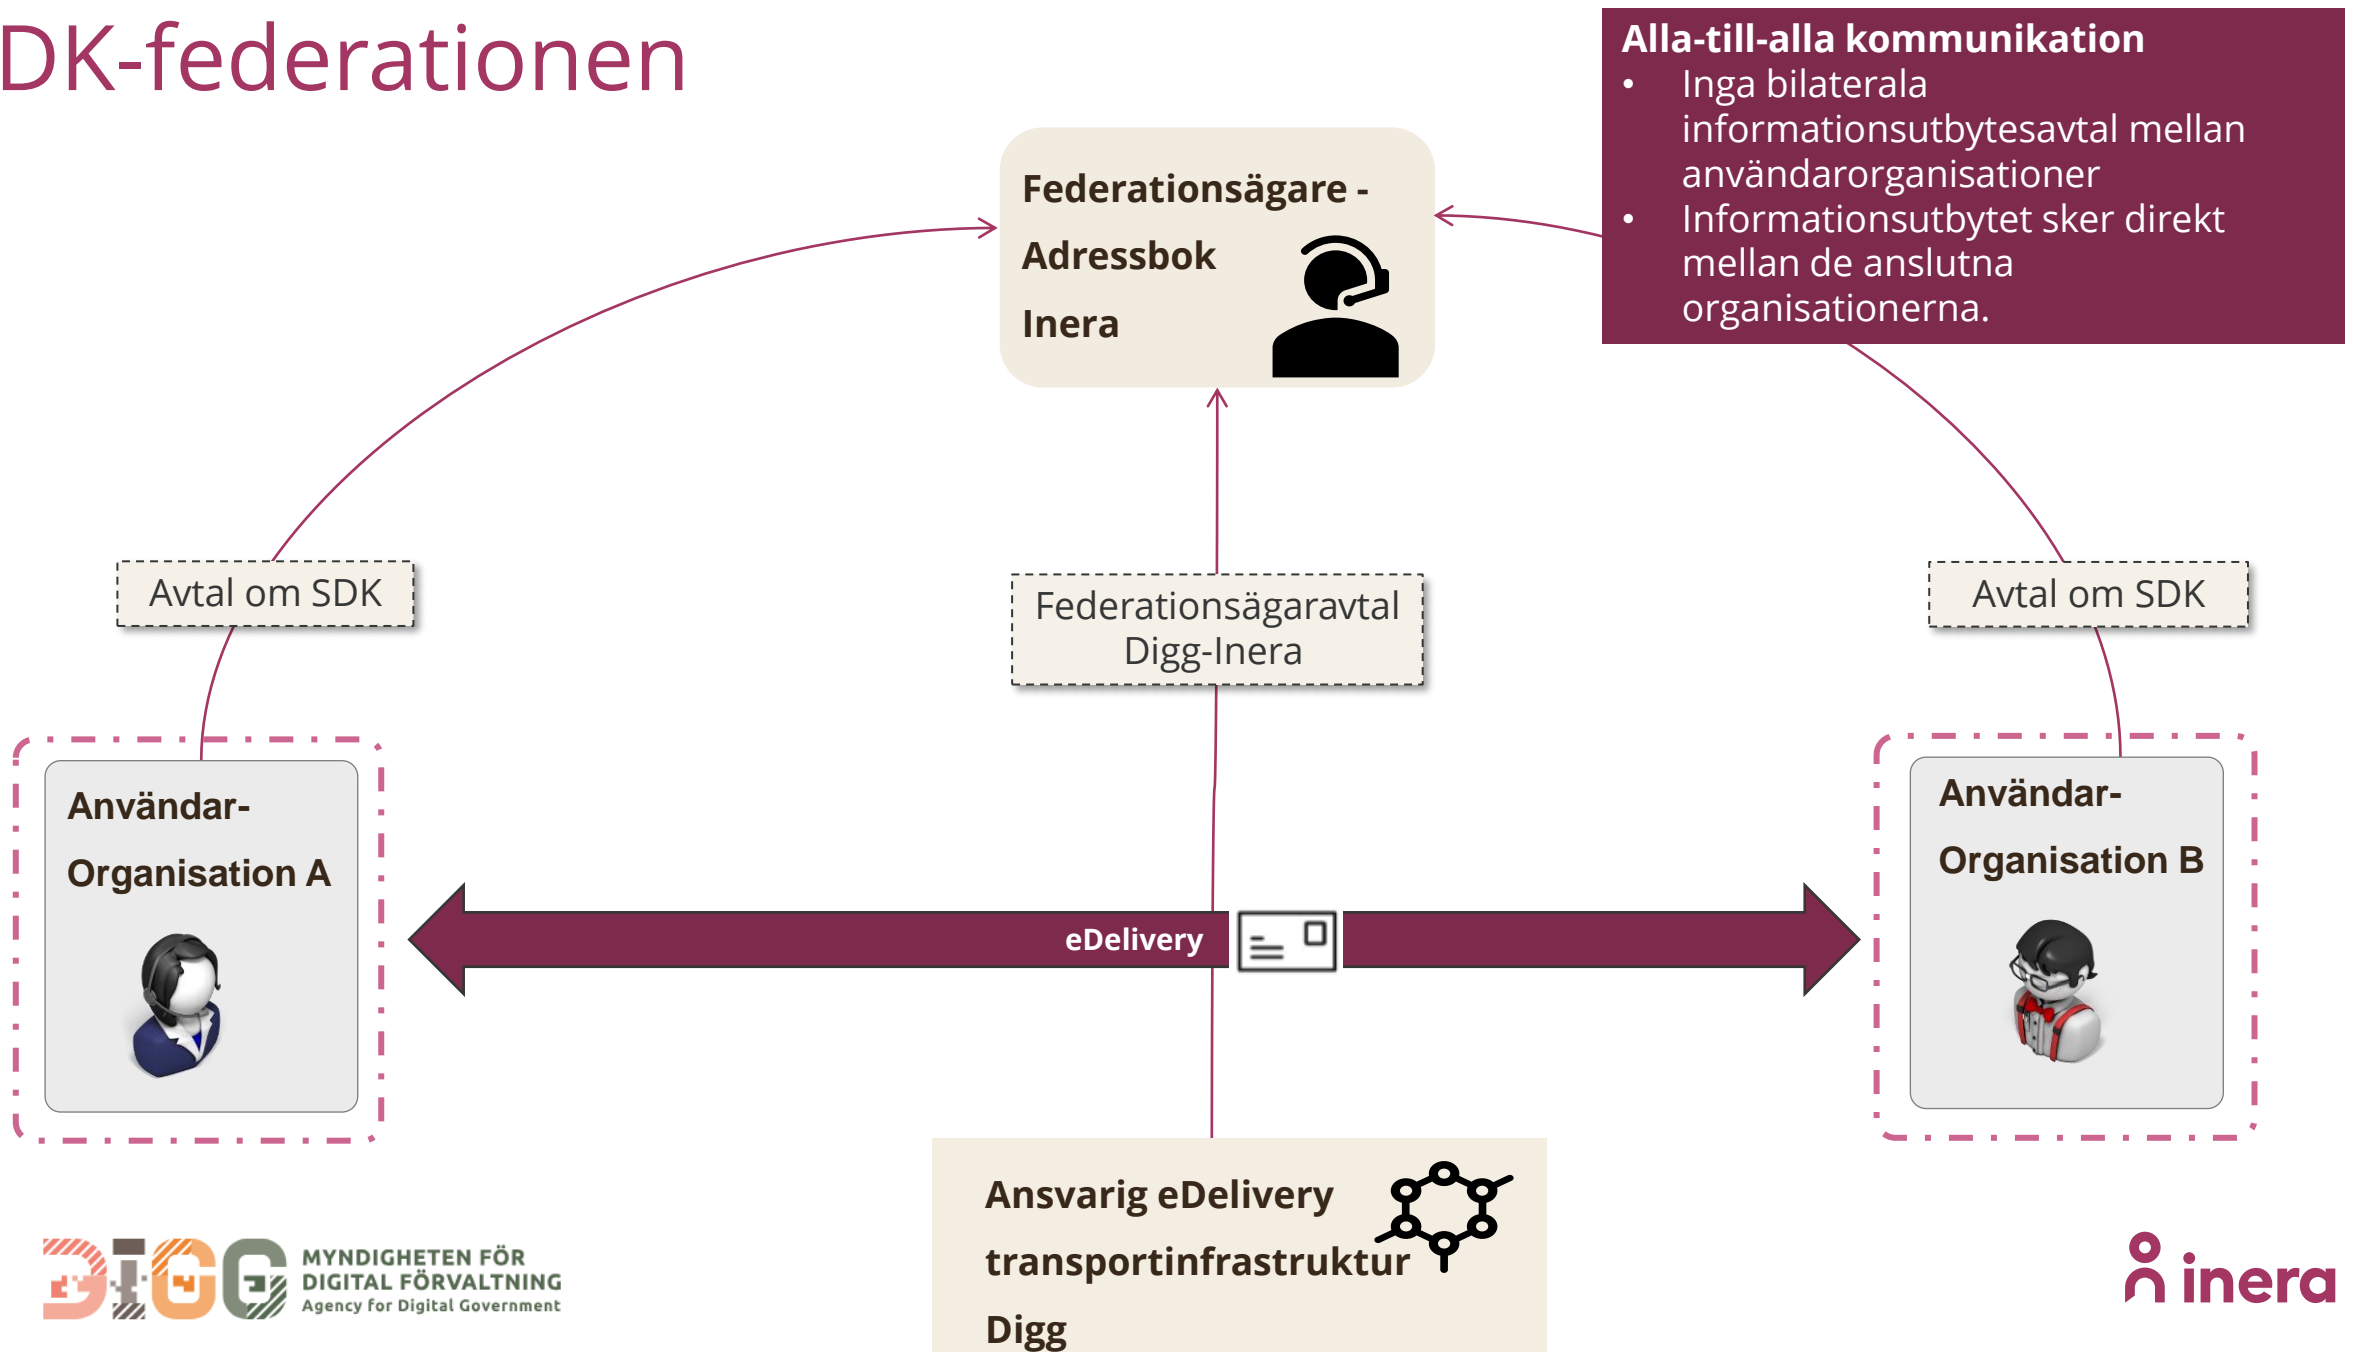 DK-federationen
Alla-till-alla kommunikation
• Inga bilaterala
informationsutbytesavtal mellan
användarorganisationer
• Informationsutbytet sker direkt
mellan de anslutna
organisationerna.
Federationsägare -
Adressbok
Inera
Avtal om SDK
Federationsägaravtal
Digg-Inera
Avtal om SDK
Användar-
Organisation A
Användar-
Organisation B
eDelivery
Ansvarig eDelivery
transportinfrastruktur
Digg
DIGG
MYNDIGHETEN FÖR
DIGITAL FÖRVALTNING
Agency for Digital Government
inera